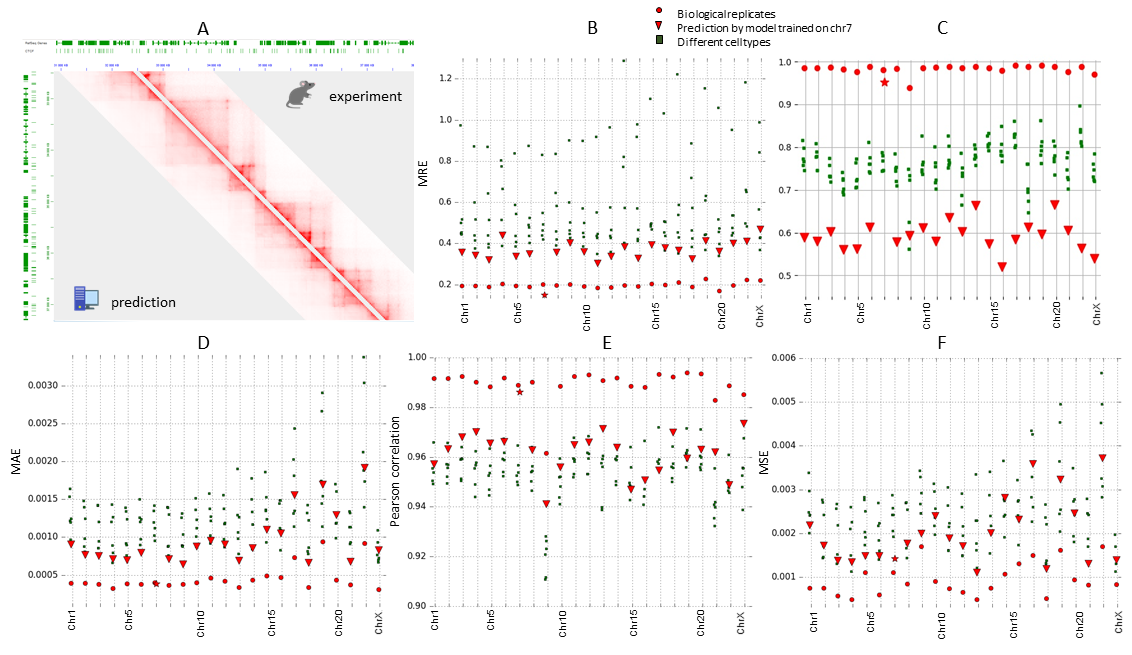 Biological replicates
Prediction by model trained on chr7
Different cell types
A
B
C
experiment
prediction
MRE
1.2
1.0
0.8
0.6
0.4
0.2
Chr1
Chr5
Chr10
Chr15
Chr20
ChrX
1.0
0.9
0.8
0.7
0.6
0.5
Chr1
Chr5
Chr10
Chr15
Chr20
ChrX
D
E
F
MAE
0.0030
0.0025
0.0020
0.0015
0.0010
0.0005
Chr1
Chr5
Chr10
Chr15
Chr20
ChrX
Pearson correlation
1.00
0.98
0.96
0.94
0.92
0.90
Chr1
Chr5
Chr10
Chr15
Chr20
ChrX
MSE
0.006
0.005
0.004
0.003
0.002
0.001
Chr1
Chr5
Chr10
Chr15
Chr20
ChrX